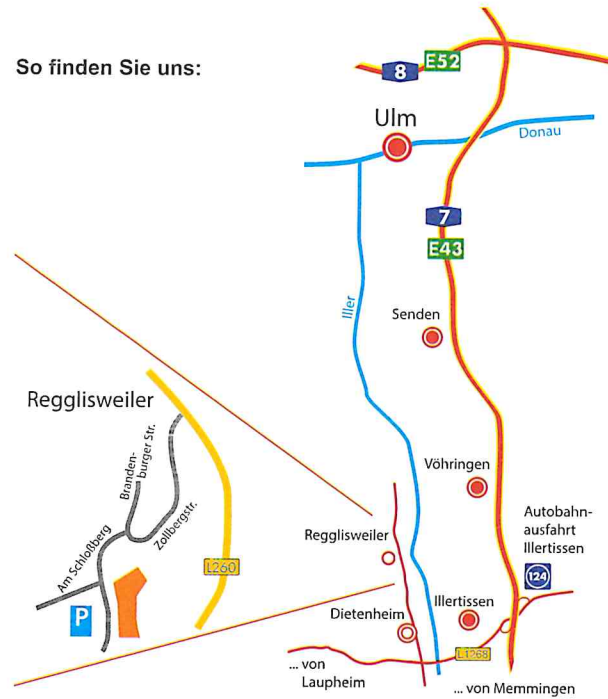 So finden Sie uns:
8
E52
Ulm
Donau
7
E43
Iller
Senden
Regglisweiler
Branden-
burger Str.
Zollbergstr.
Am Schloßberg
L260
P
Vöhringen
Autobahn-
ausfahrt
Illertissen
124
Regglisweiler
Dietenheim
Illertissen
L1268
... von
Laupheim
... von Memmingen